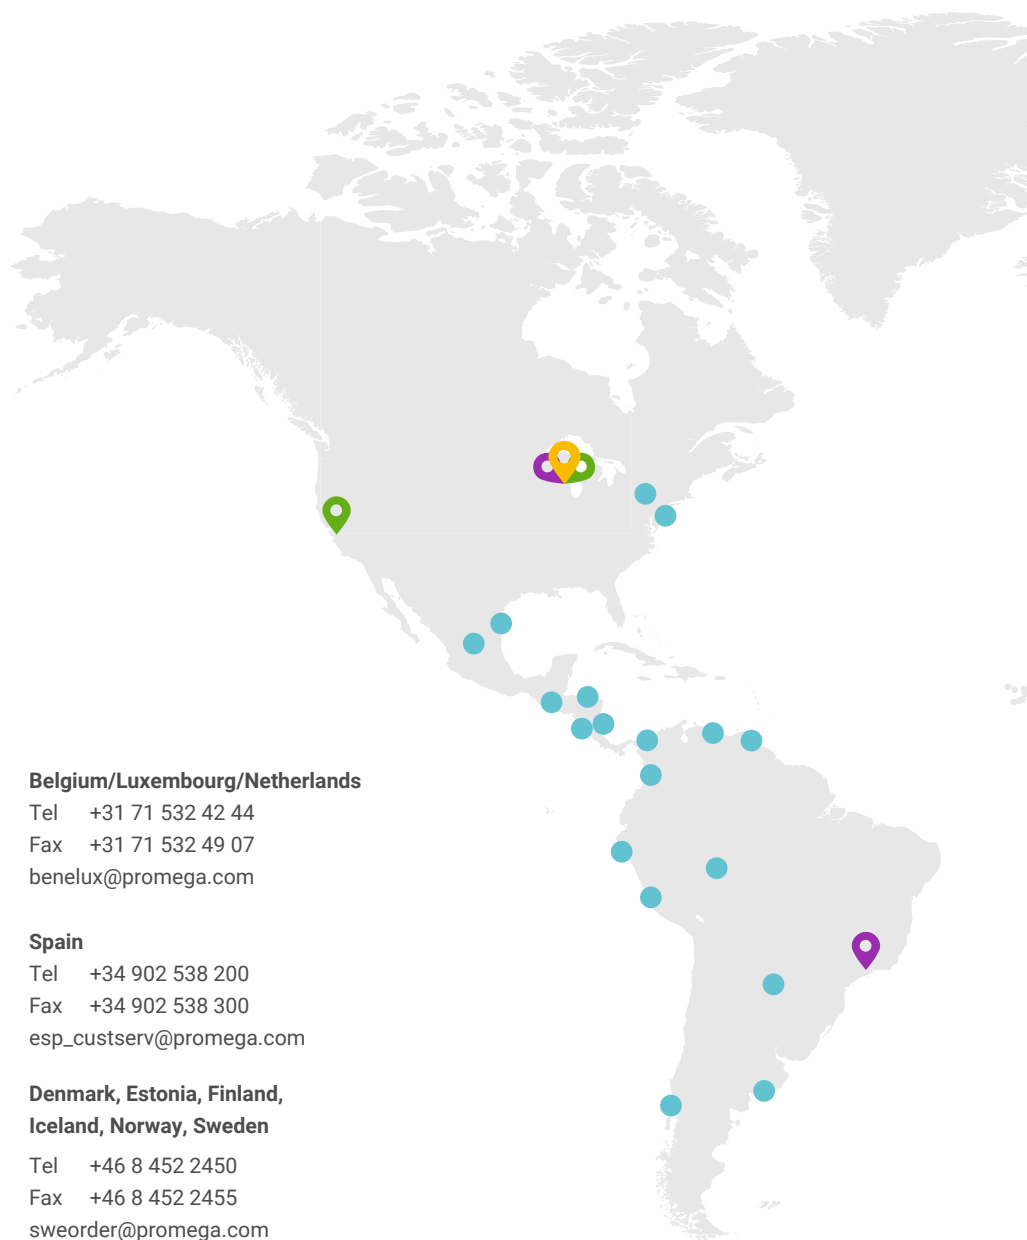 Belgium/Luxembourg/Netherlands
Tel +31 71 532 42 44
Fax +31 71 532 49 07
benelux@promega.com
Spain
Tel +34 902 538 200
Fax +34 902 538 300
esp_custserv@promega.com
Denmark, Estonia, Finland,
Iceland, Norway, Sweden
Tel +46 8 452 2450
Fax +46 8 452 2455
sweorder@promega.com